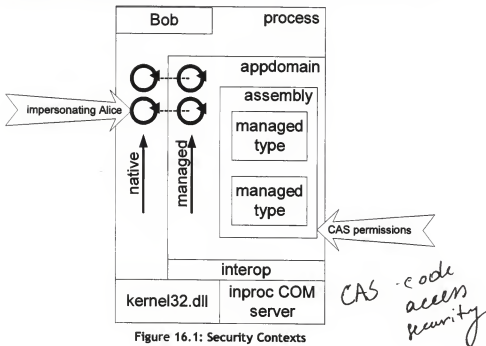 Bob
process
appdomain
assembly
impersonating Alice
managed
type
native
managed
managed
type
CAS permissions
interop
kernel32.dll
inproc COM
server
CAS - code
access
security
Figure 16.1: Security Contexts